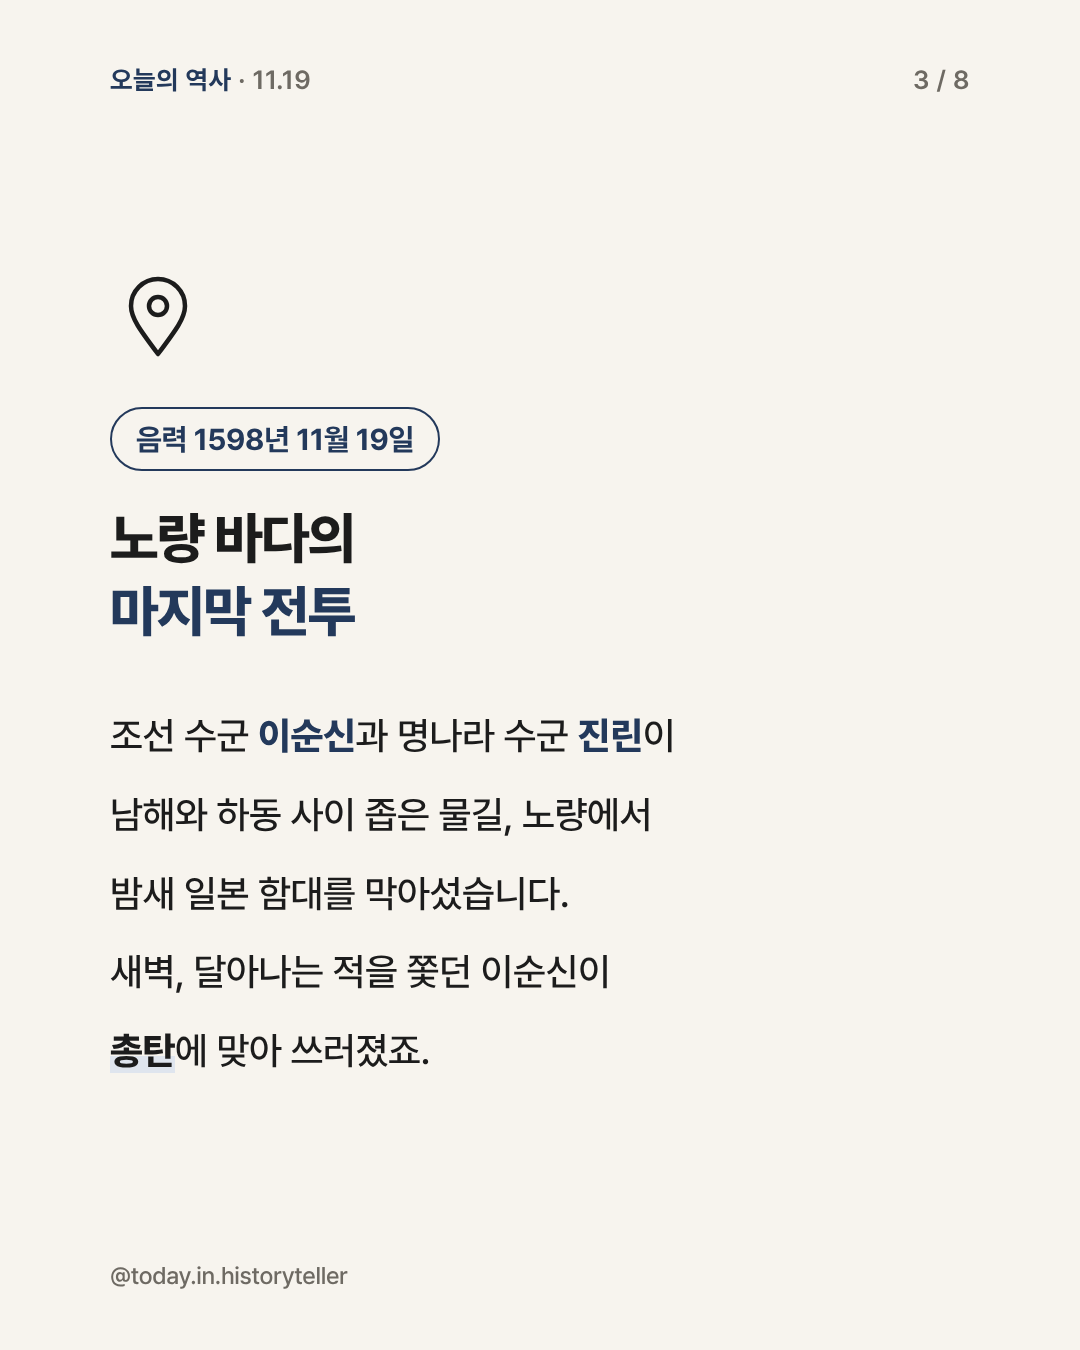 오늘의 역사 · 11.19
3 / 8
음력 1598년 11월 19일
노량 바다의
마지막 전투
조선 수군 이순신과 명나라 수군 진린이
남해와 하동 사이 좁은 물길, 노량에서
밤새 일본 함대를 막아섰습니다.
새벽, 달아나는 적을 쫓던 이순신이
총탄에 맞아 쓰러졌죠.
@today.in.historyteller